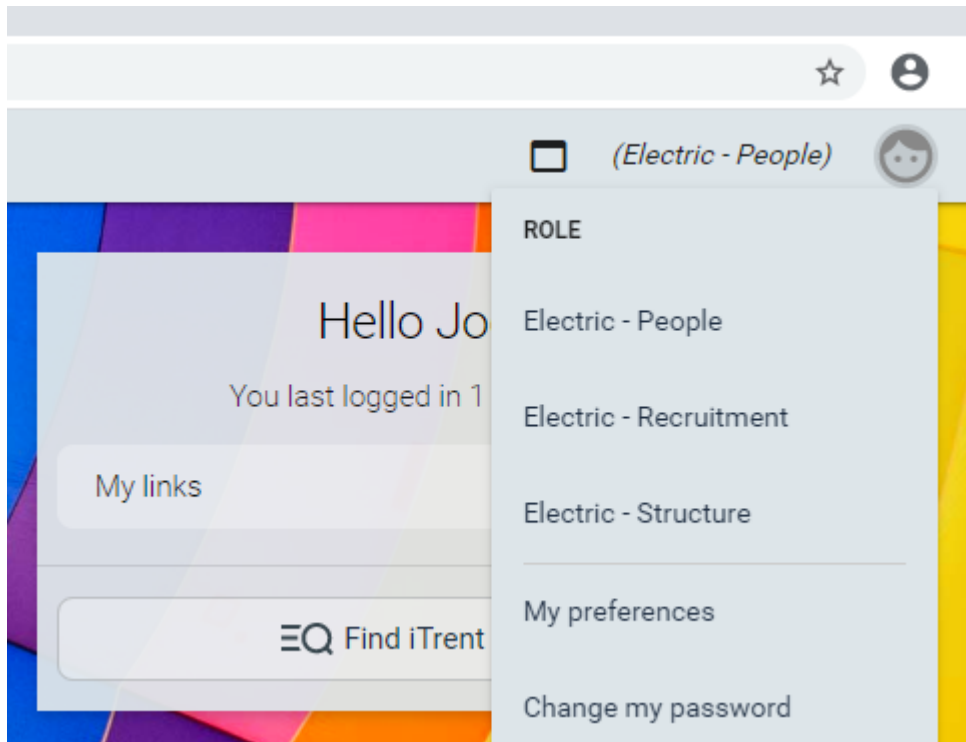 (Electric - People)
ROLE
Electric - People
Electric - Recruitment
Electric - Structure
My preferences
Change my password
Hello Jo
You last logged in 1
My links
Find iTrent